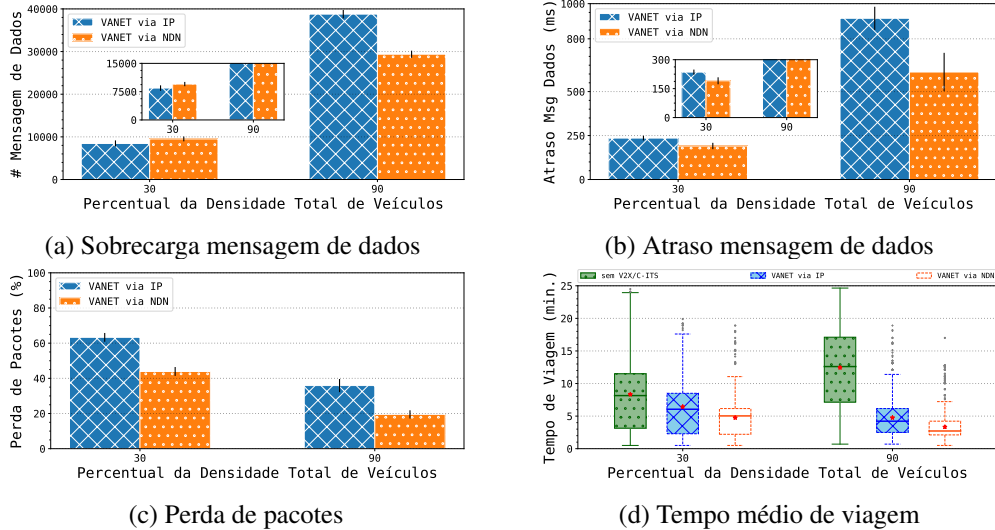 # Mensagem de Dados
40000
30000
20000
10000
0
VANET via IP
VANET via NDN
15000
7500
0
30
90
30
90
Percentual da Densidade Total de Veículos
(a) Sobrecarga mensagem de dados
Atraso Msg Dados (ms)
1000
800
500
250
0
VANET via IP
VANET via NDN
300
150
0
30
90
30
90
Percentual da Densidade Total de Veículos
(b) Atraso mensagem de dados
Perda de Pacotes (%)
100
80
60
40
20
0
VANET via IP
VANET via NDN
30
90
Percentual da Densidade Total de Veículos
(c) Perda de pacotes
sem V2X/C-ITS
VANET via IP
VANET via NDN
Tempo de Viagem (min.)
25
20
15
10
5
0
30
90
Percentual da Densidade Total de Veículos
(d) Tempo médio de viagem